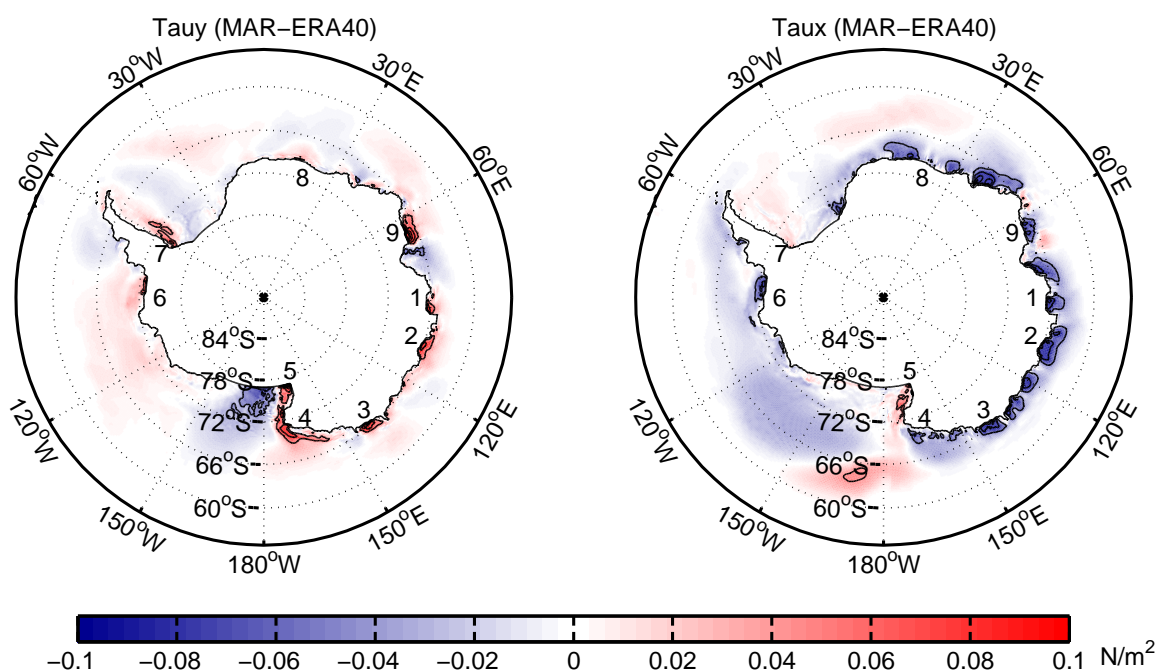 Tauy (MAR−ERA40)
30°W
30°E
60°W
60°E
120°W
120°E
150°W
150°E
180°W
84°S
78°S
72°S
66°S
60°S
8
9
7
6
1
2
5
4
3
Taux (MAR−ERA40)
30°W
30°E
60°W
60°E
120°W
120°E
150°W
150°E
180°W
84°S
78°S
72°S
66°S
60°S
8
9
7
6
1
2
5
4
3
−0.1 −0.08 −0.06 −0.04 −0.02 0 0.02 0.04 0.06 0.08 0.1 N/m²